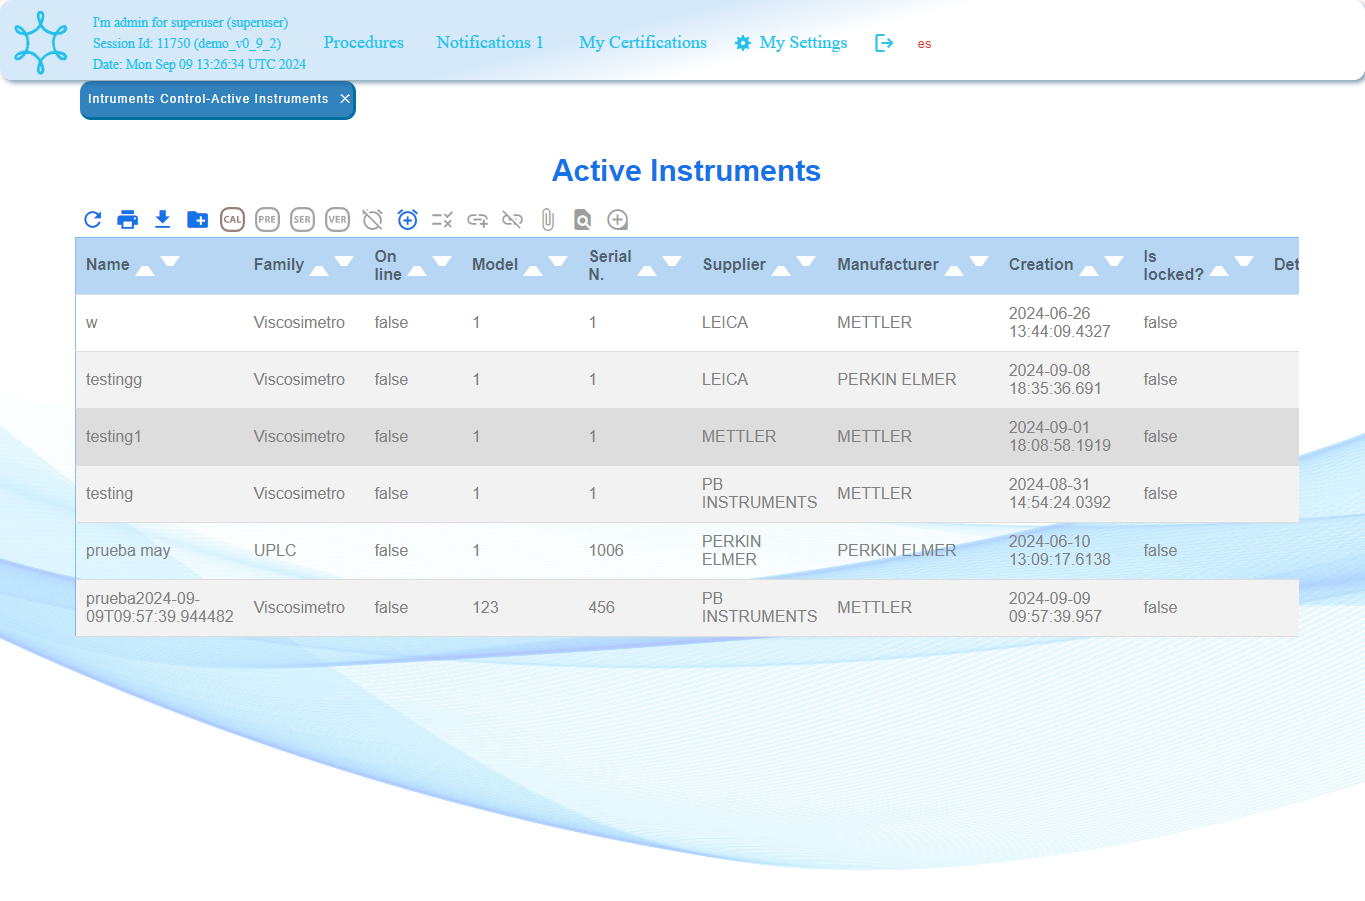 I'm admin for superuser (superuser)
Session Id: 11750 (demo_v0_9_2)
Date: Mon Sep 09 13:26:34 UTC 2024
Procedures
Notifications 1
My Certifications
My Settings
es
Intruments Control-Active Instruments
Active Instruments
CAL
PRE
SER
VER
Name
Family
On
line
Model
Serial
N.
Supplier
Manufacturer
Creation
Is
locked?
Det
w
Viscosimetro
false
1
1
LEICA
METTLER
2024-06-26
13:44:09.4327
false
testingg
Viscosimetro
false
1
1
LEICA
PERKIN ELMER
2024-09-08
18:35:36.691
false
testing1
Viscosimetro
false
1
1
METTLER
METTLER
2024-09-01
18:08:58.1919
false
testing
Viscosimetro
false
1
1
PB
INSTRUMENTS
METTLER
2024-08-31
14:54:24.0392
false
prueba may
UPLC
false
1
1006
PERKIN
ELMER
PERKIN ELMER
2024-06-10
13:09:17.6138
false
prueba2024-09-
09T09:57:39.944482
Viscosimetro
false
123
456
PB
INSTRUMENTS
METTLER
2024-09-09
09:57:39.957
false